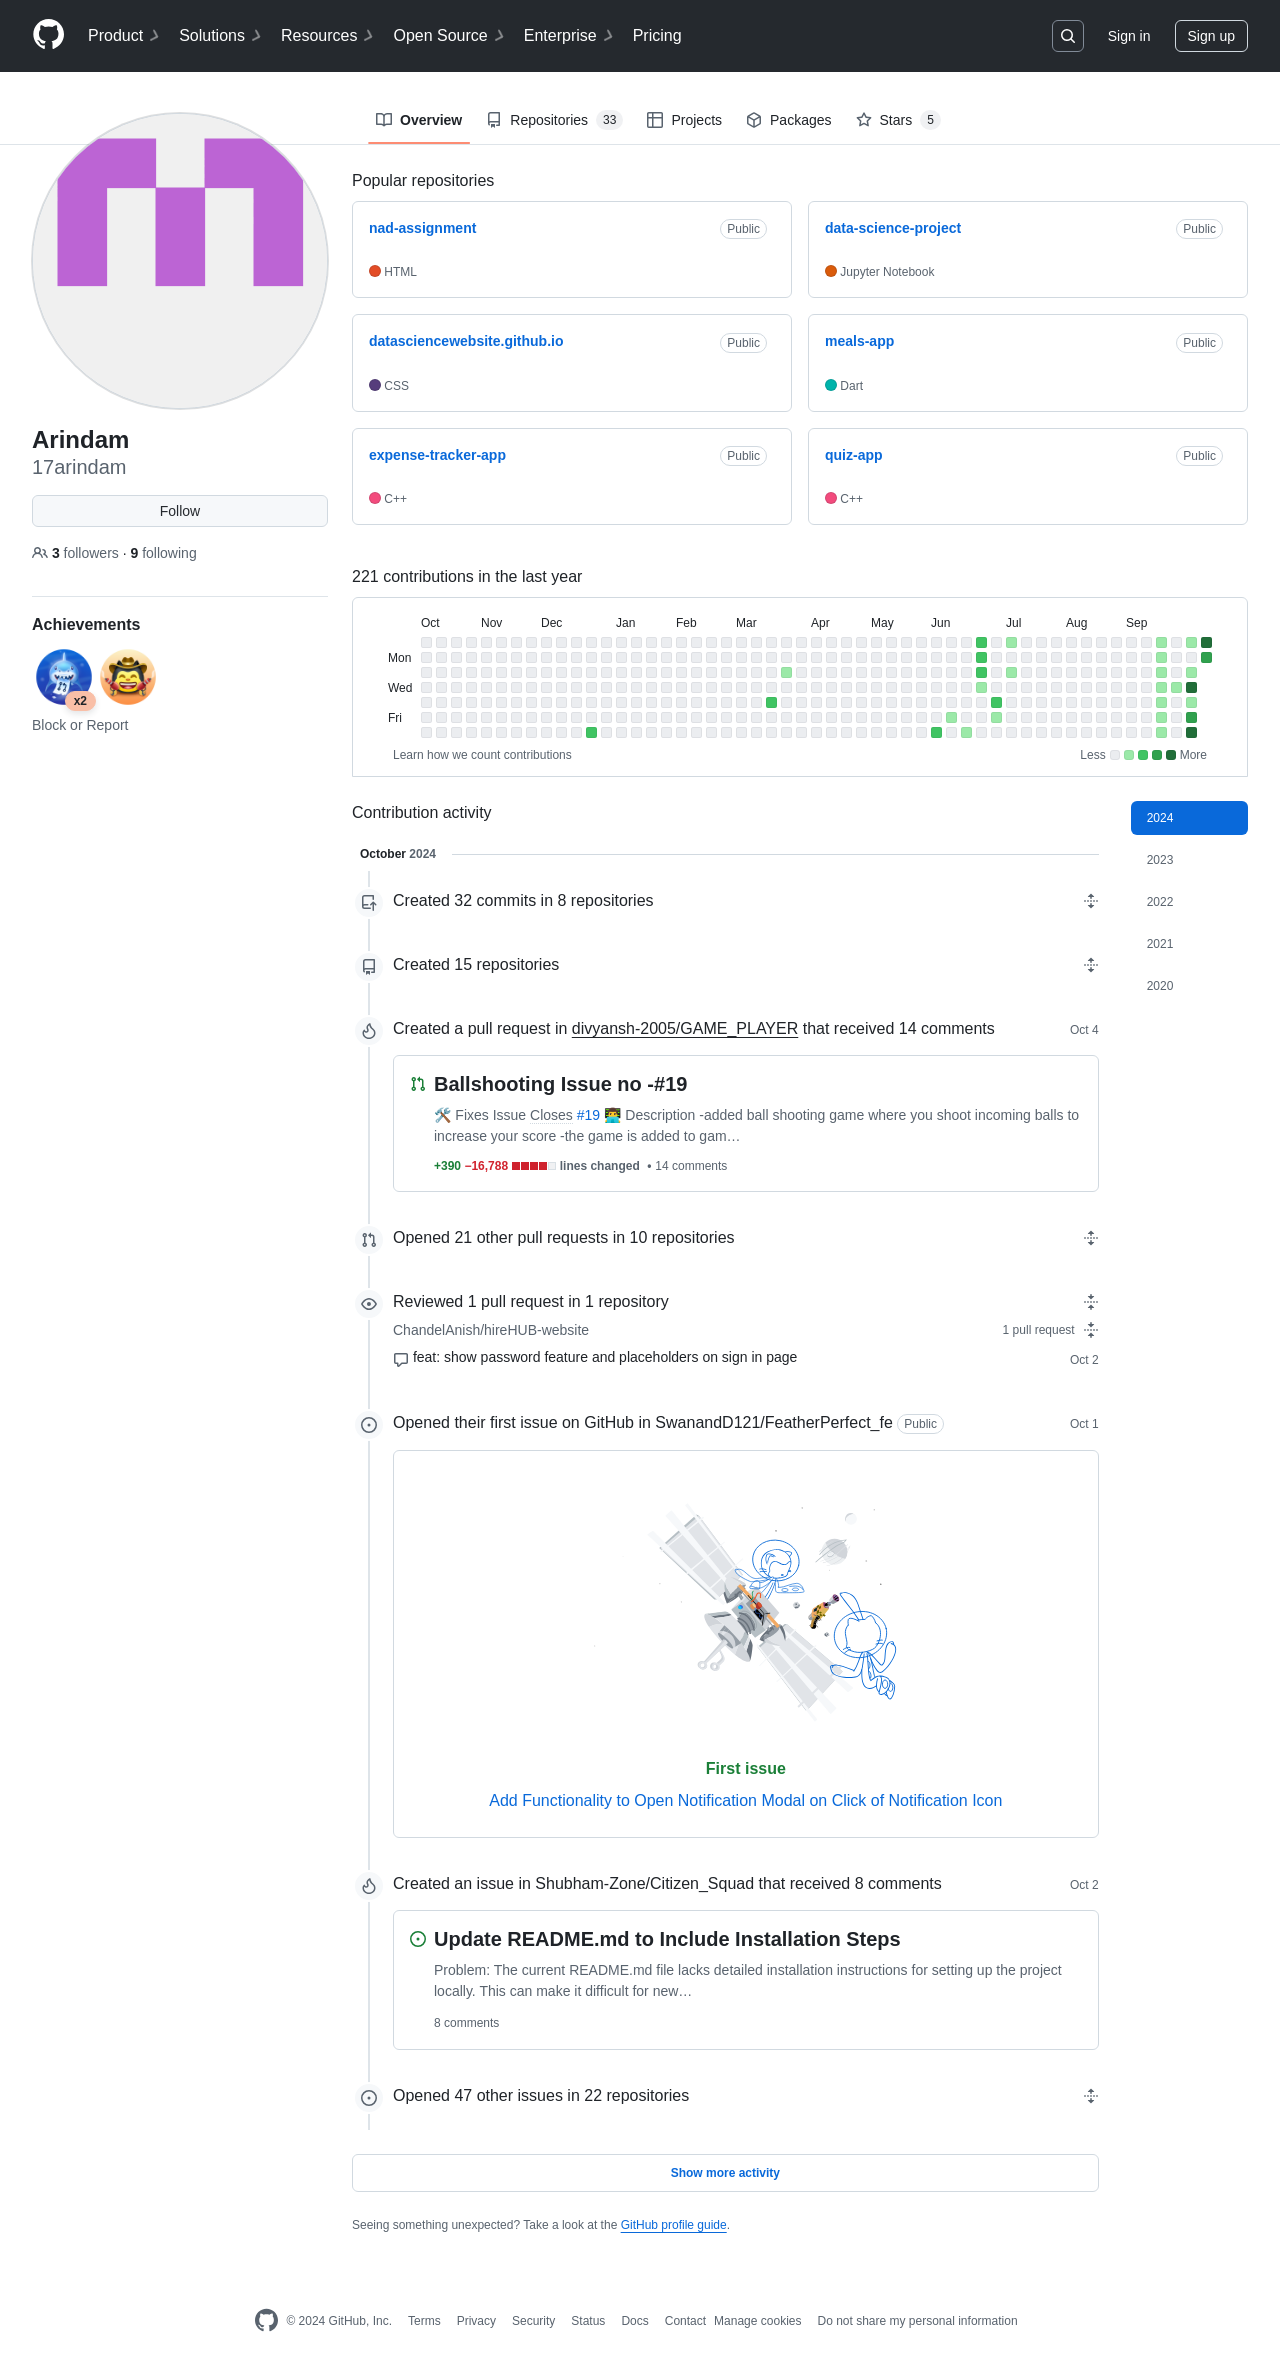 Product Solutions Resources Open Source Enterprise Pricing Sign in Sign up
Overview Repositories 33 Projects Packages Stars 5
Arindam
17arindam
Follow
3 followers · 9 following
Achievements
x2
Block or Report
Popular repositories
nad-assignment Public
HTML
data-science-project Public
Jupyter Notebook
datasciencewebsite.github.io Public
CSS
meals-app Public
Dart
expense-tracker-app Public
C++
quiz-app Public
C++
221 contributions in the last year
Oct Nov Dec Jan Feb Mar Apr May Jun Jul Aug Sep
Mon
Wed
Fri
Learn how we count contributions Less More
Contribution activity
2024
2023
2022
2021
2020
October 2024
Created 32 commits in 8 repositories
Created 15 repositories
Created a pull request in divyansh-2005/GAME_PLAYER that received 14 comments Oct 4
Ballshooting Issue no -#19
🛠️ Fixes Issue Closes #19 👨‍💻 Description -added ball shooting game where you shoot incoming balls to
increase your score -the game is added to gam…
+390 −16,788 lines changed • 14 comments
Opened 21 other pull requests in 10 repositories
Reviewed 1 pull request in 1 repository
ChandelAnish/hireHUB-website 1 pull request
feat: show password feature and placeholders on sign in page Oct 2
Opened their first issue on GitHub in SwanandD121/FeatherPerfect_fe Public Oct 1
First issue
Add Functionality to Open Notification Modal on Click of Notification Icon
Created an issue in Shubham-Zone/Citizen_Squad that received 8 comments Oct 2
Update README.md to Include Installation Steps
Problem: The current README.md file lacks detailed installation instructions for setting up the project
locally. This can make it difficult for new…
8 comments
Opened 47 other issues in 22 repositories
Show more activity
Seeing something unexpected? Take a look at the GitHub profile guide.
© 2024 GitHub, Inc. Terms Privacy Security Status Docs Contact Manage cookies Do not share my personal information